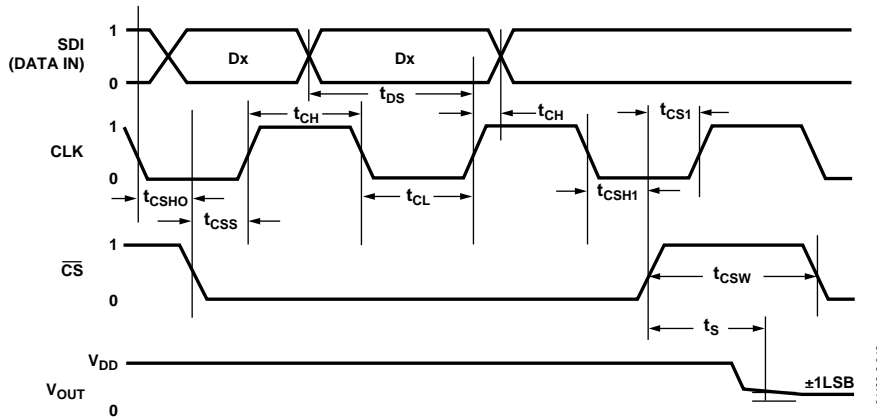 SDI
(DATA IN)
1
0
Dx
Dx
tDS
CLK
1
0
tCH
tCH
tCS1
tCSHO
tCSS
tCL
tCSH1
CS
1
0
tCSW
tS
VDD
VOUT
0
±1LSB